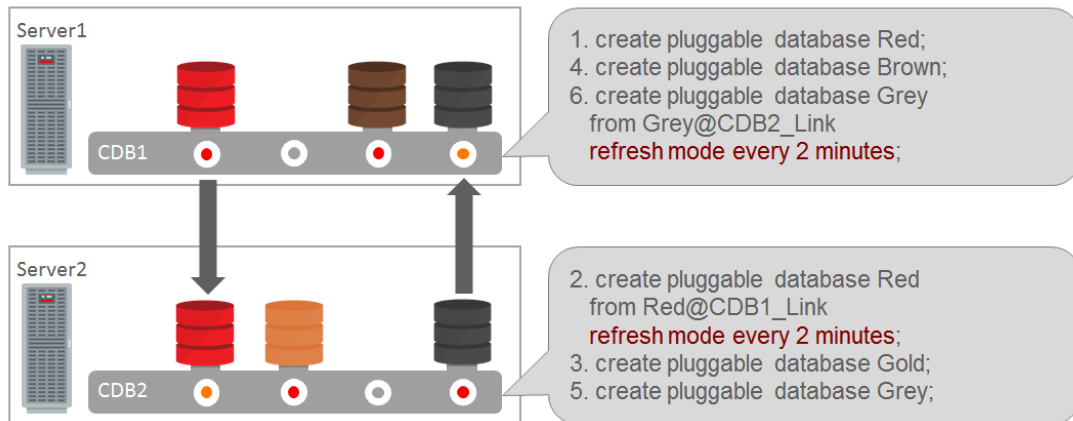 Server1
CDB1
1. create pluggable database Red;
4. create pluggable database Brown;
6. create pluggable database Grey
from Grey@CDB2_Link
refresh mode every 2 minutes;
Server2
CDB2
2. create pluggable database Red
from Red@CDB1_Link
refresh mode every 2 minutes;
3. create pluggable database Gold;
5. create pluggable database Grey;